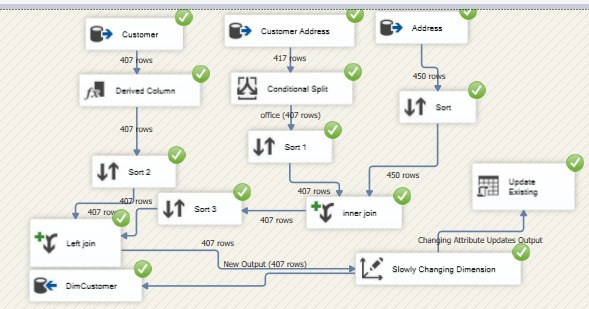 Customer
Customer Address
Address
407 rows
417 rows
450 rows
Derived Column
Conditional Split
Sort
office (407 rows)
407 rows
Sort 1
Sort 2
450 rows
407 rows
407 rows
407 row
Sort 3
407 rows
inner join
Update
Existing
Left join
407 rows
Changing Attribute Updates Output
New Output (407 rows)
Slowly Changing Dimension
DimCustomer